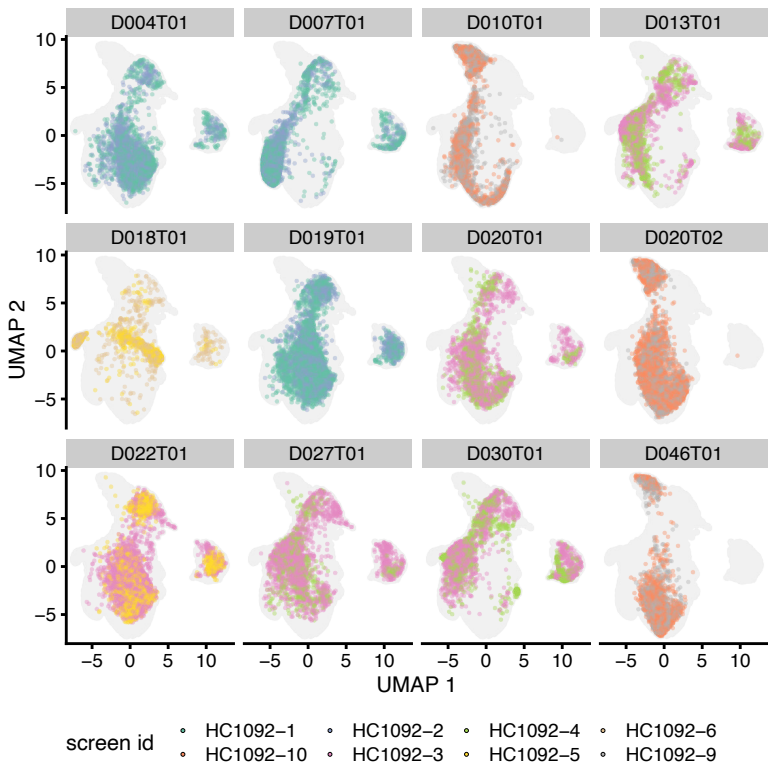 D004T01 D007T01 D010T01 D013T01
10
5
0
−5
D018T01 D019T01 D020T01 D020T02
10
5
0
−5
UMAP 2
D022T01 D027T01 D030T01 D046T01
10
5
0
−5
−5 0 5 10 −5 0 5 10 −5 0 5 10 −5 0 5 10
UMAP 1
screen id HC1092−1 HC1092−2 HC1092−4 HC1092−6
HC1092−10 HC1092−3 HC1092−5 HC1092−9